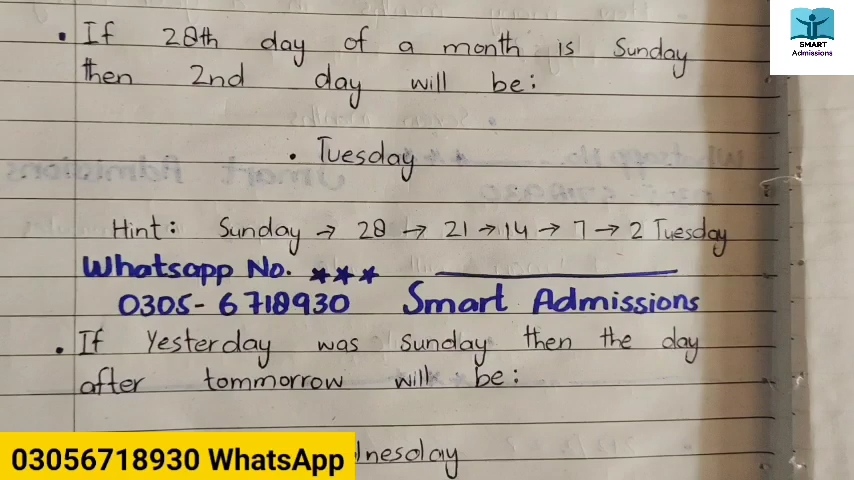 SMART
Admissions
. If 28th day of a month is Sunday
then 2nd day will be:
. Tuesday
Hint: Sunday → 28 → 21 → 14 → 7 → 2 Tuesday
Whatsapp No. ***
0305-6718930 Smart Admissions
. If Yesterday was sunday then the day
after tommorrow will be:
dnesday
03056718930 WhatsApp